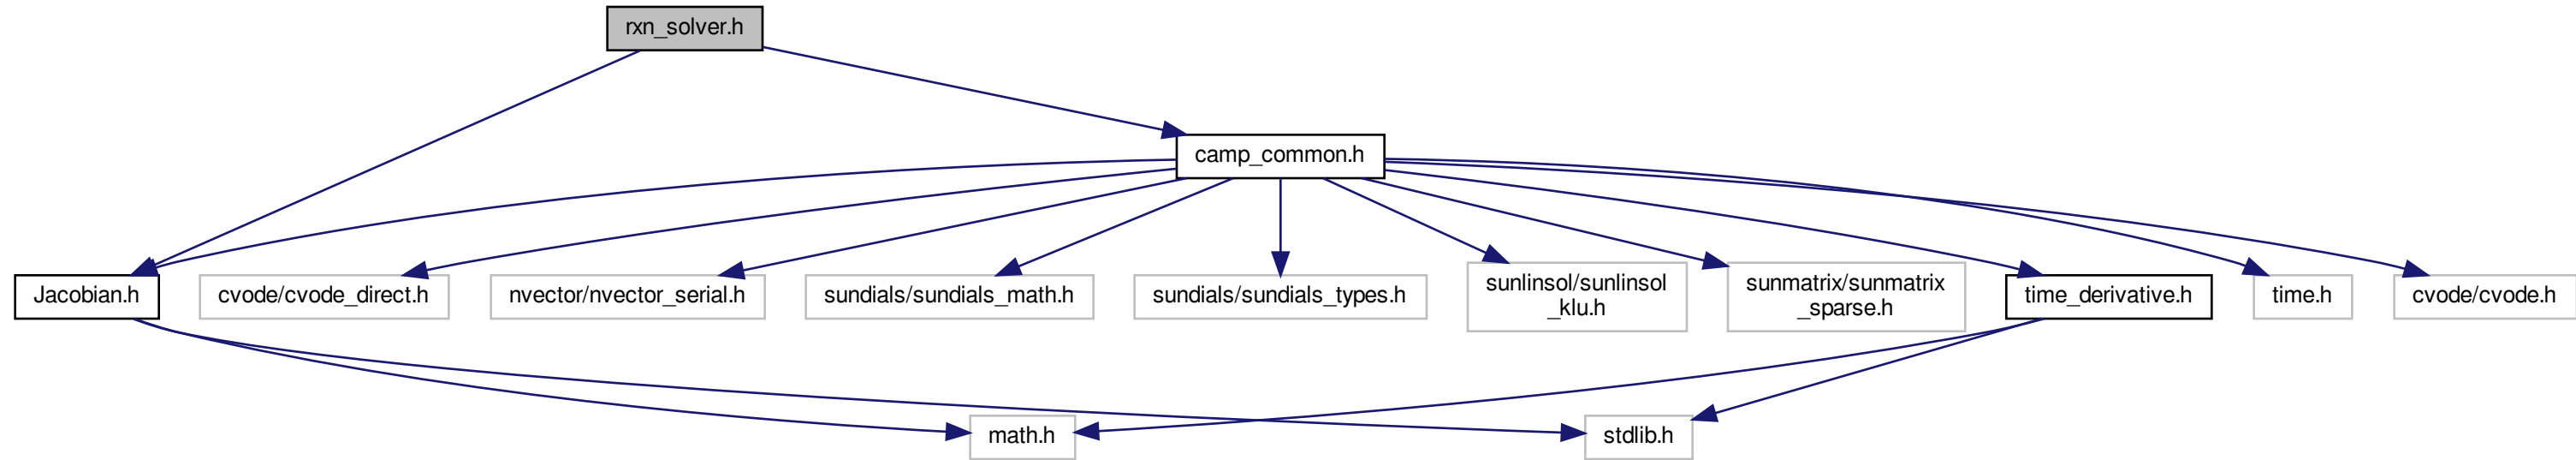 rxn_solver.h
camp_common.h
Jacobian.h
cvode/cvode_direct.h
nvector/nvector_serial.h
sundials/sundials_math.h
sundials/sundials_types.h
sunlinsol/sunlinsol
_klu.h
sunmatrix/sunmatrix
_sparse.h
time_derivative.h
time.h
cvode/cvode.h
math.h
stdlib.h